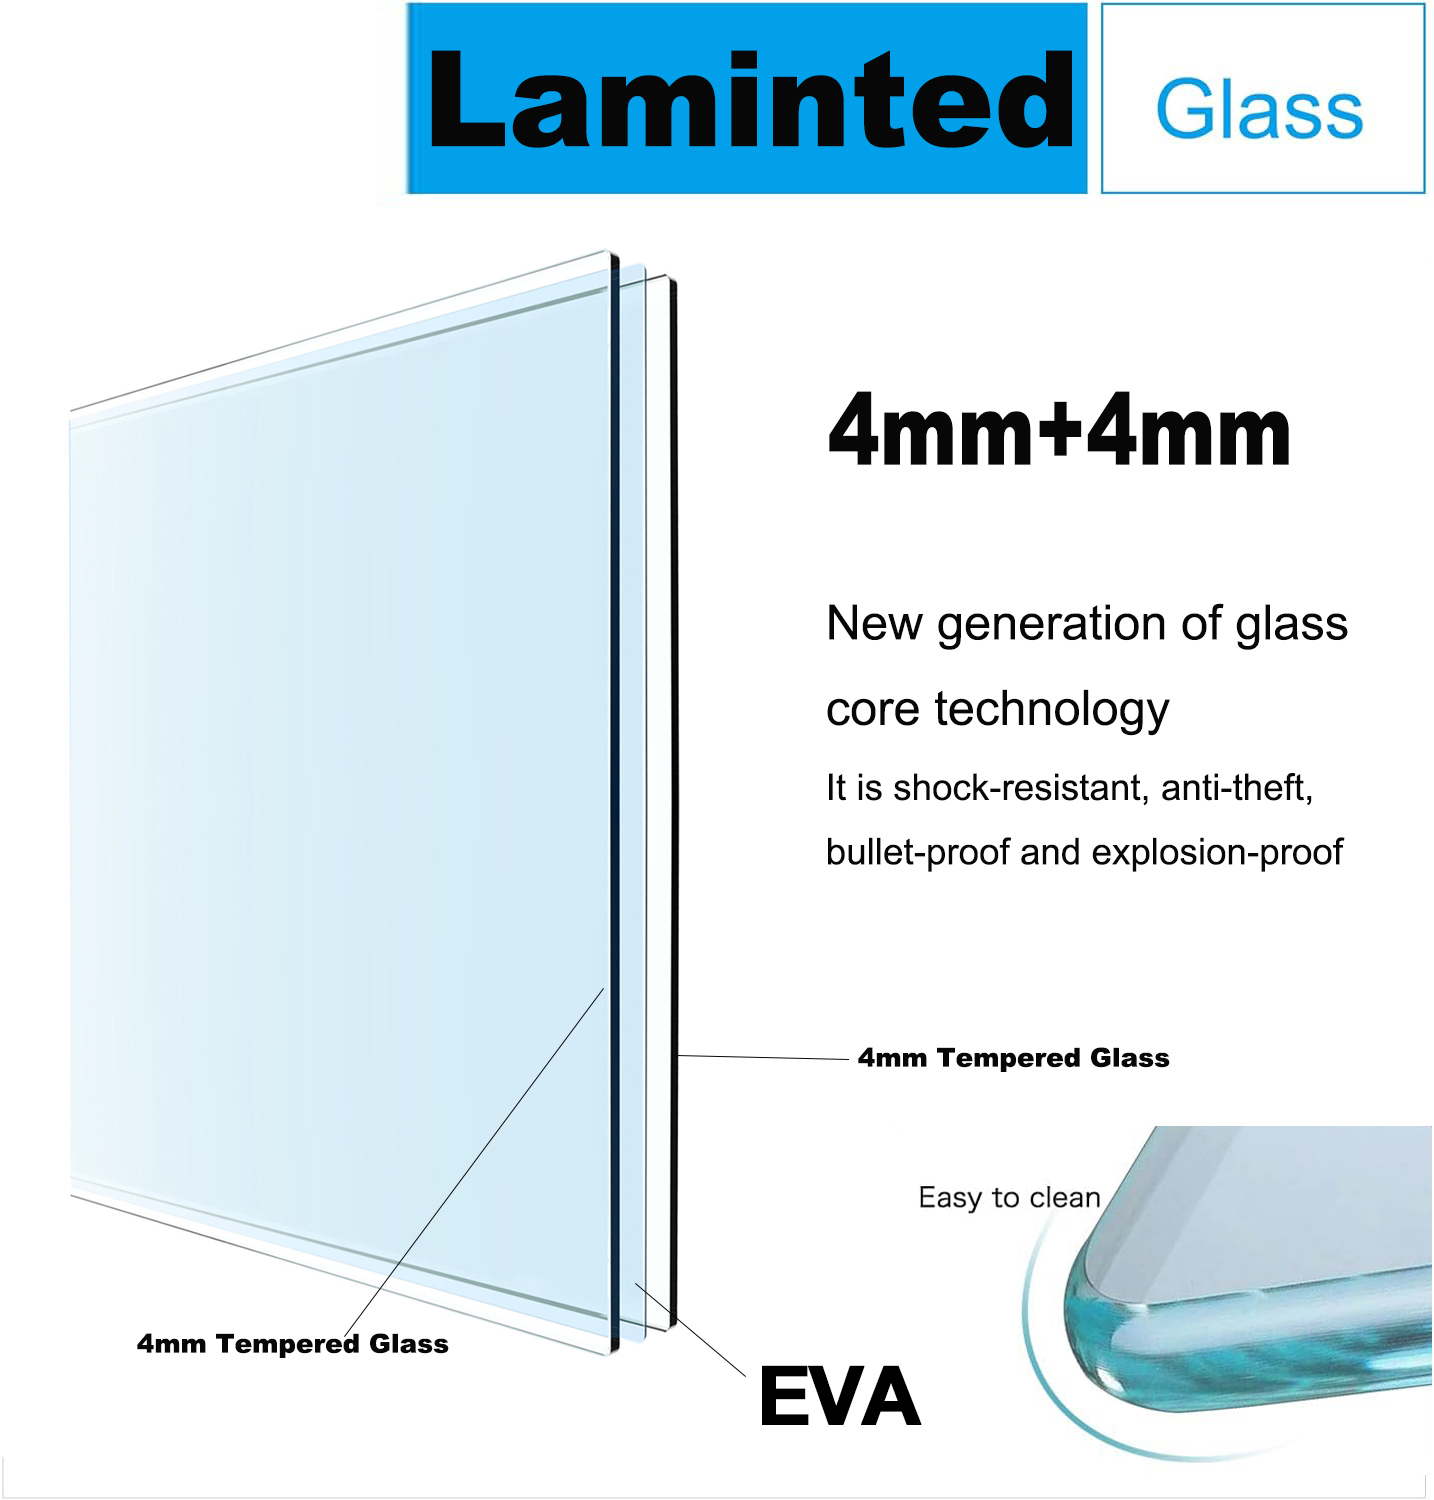 Laminted Glass
4mm+4mm
New generation of glass
core technology
It is shock-resistant, anti-theft,
bullet-proof and explosion-proof
4mm Tempered Glass
Easy to clean
4mm Tempered Glass
EVA